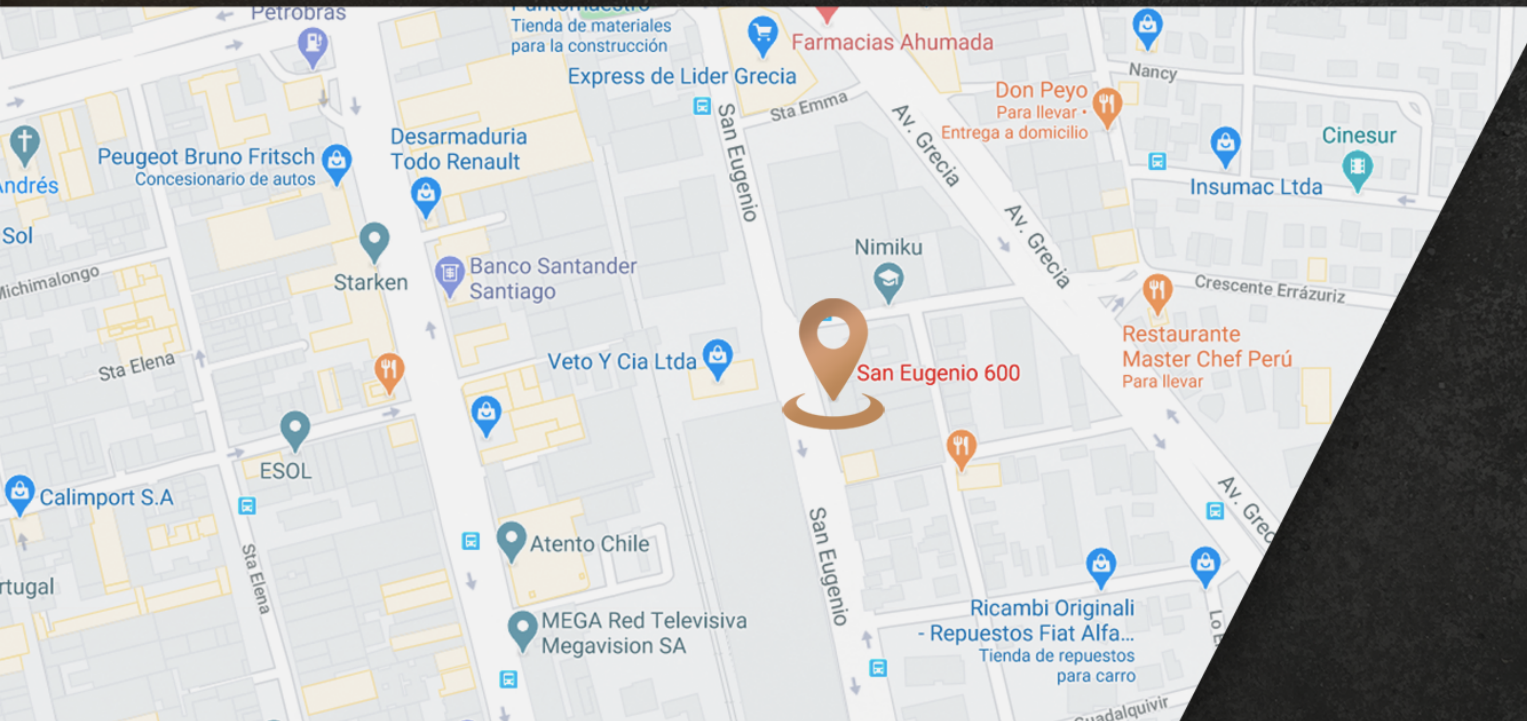 Petrobras
Tienda de materiales
para la construcción
Farmacias Ahumada
Express de Lider Grecia
Nancy
Don Peyo
Para llevar •
Entrega a domicilio
Sta Emma
San Eugenio
Av. Grecia
Cinesur
Desarmaduria
Todo Renault
Peugeot Bruno Fritsch
Concesionario de autos
Insumac Ltda
Andrés
Sol
Av. Grecia
Nimiku
Banco Santander
Santiago
Starken
Michimalongo
Crescente Errázuriz
Restaurante
Master Chef Perú
Para llevar
Sta Elena
Veto Y Cia Ltda
San Eugenio 600
ESOL
Calimport S.A
Av. Grec
Atento Chile
San Eugenio
Sta Elena
rtugal
MEGA Red Televisiva
Megavision SA
Ricambi Originali
- Repuestos Fiat Alfa...
Tienda de repuestos
para carro
Lo E
Guadalquivir